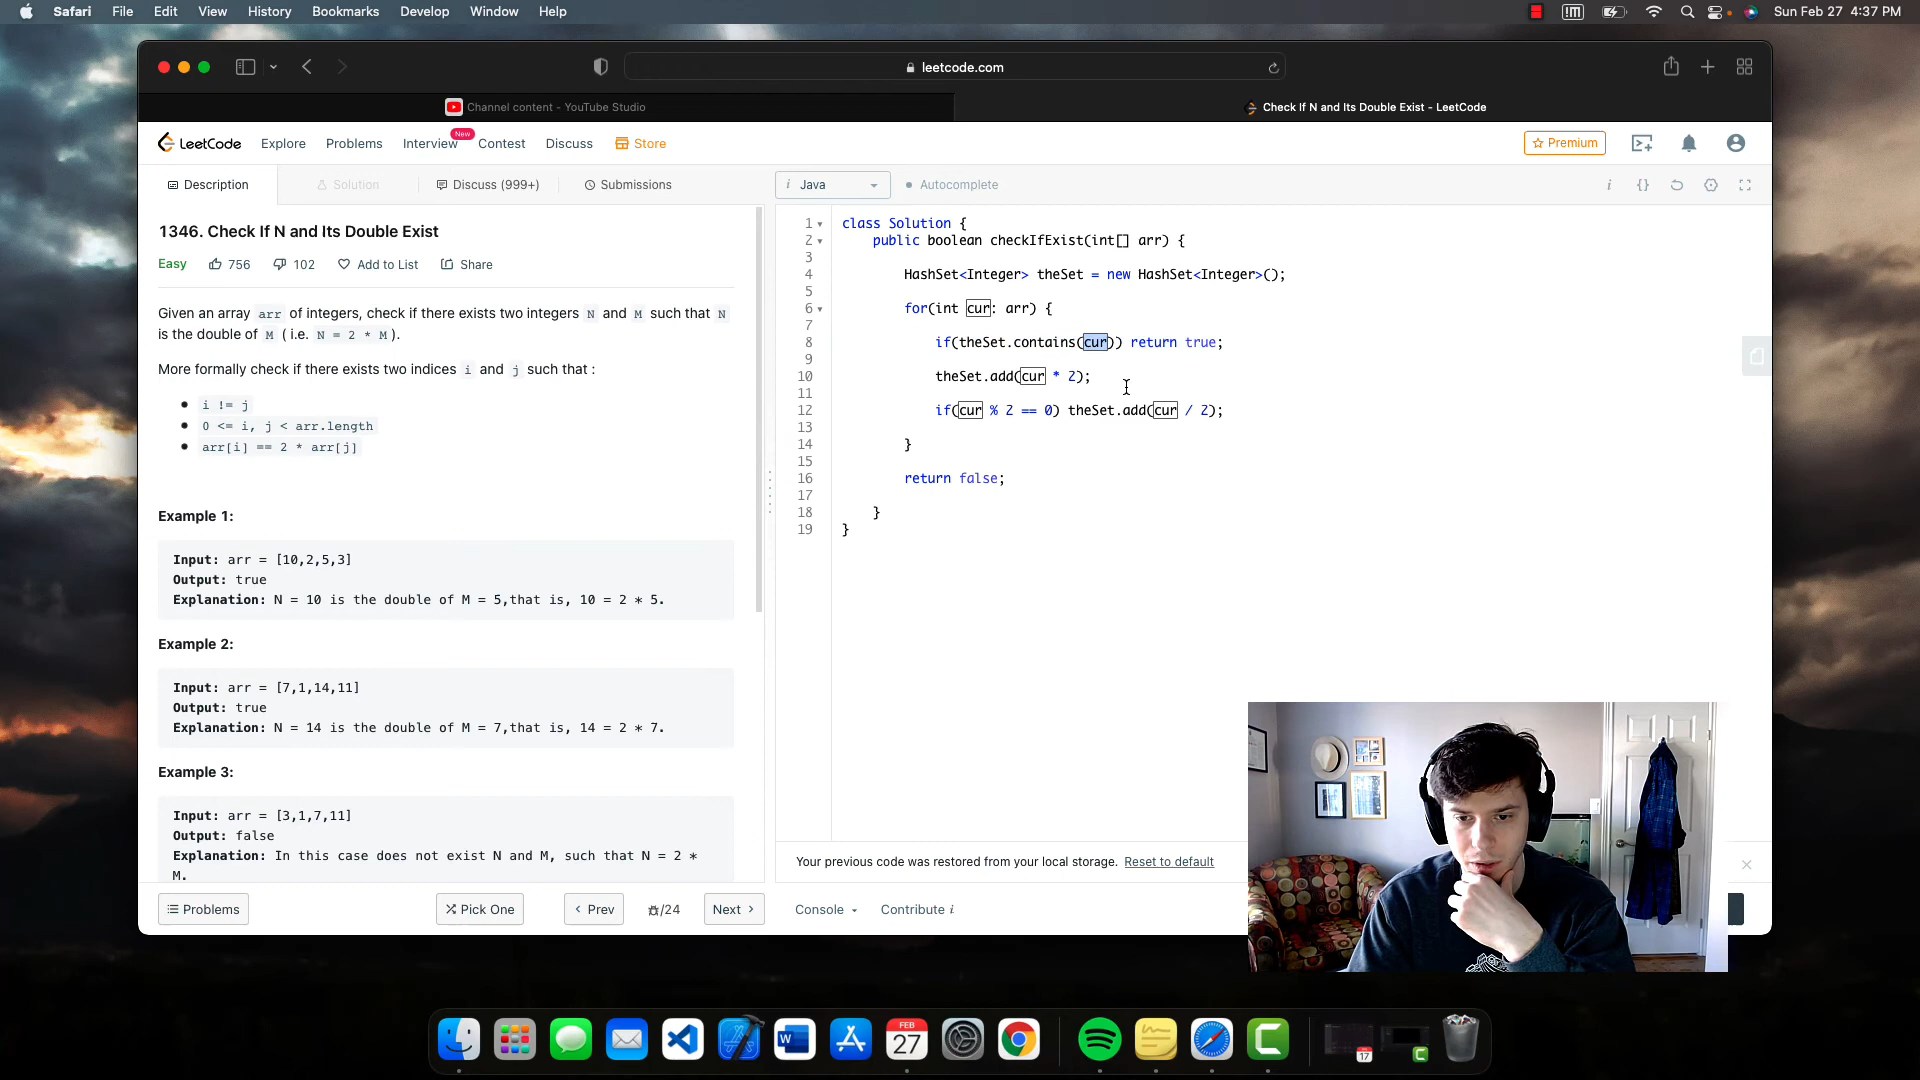 Safari File Edit View History Bookmarks Develop Window Help
Sun Feb 27 4:37 PM
leetcode.com
Channel content - YouTube Studio
Check If N and Its Double Exist - LeetCode
LeetCode Explore Problems Interview New Contest Discuss Store
Premium
Description Solution Discuss (999+) Submissions
i Java Autocomplete
1346. Check If N and Its Double Exist
Easy 756 102 Add to List Share
Given an array arr of integers, check if there exists two integers N and M such that N
is the double of M ( i.e. N = 2 * M).
More formally check if there exists two indices i and j such that :
i != j
0 <= i, j < arr.length
arr[i] == 2 * arr[j]
Example 1:
Input: arr = [10,2,5,3]
Output: true
Explanation: N = 10 is the double of M = 5,that is, 10 = 2 * 5.
Example 2:
Input: arr = [7,1,14,11]
Output: true
Explanation: N = 14 is the double of M = 7,that is, 14 = 2 * 7.
Example 3:
Input: arr = [3,1,7,11]
Output: false
Explanation: In this case does not exist N and M, such that N = 2 *
M.
1 class Solution {
2 public boolean checkIfExist(int[] arr) {
3
4 HashSet<Integer> theSet = new HashSet<Integer>();
5
6 for(int cur: arr) {
7
8 if(theSet.contains(cur)) return true;
9
10 theSet.add(cur * 2);
11
12 if(cur % 2 == 0) theSet.add(cur / 2);
13
14 }
15
16 return false;
17
18 }
19 }
Your previous code was restored from your local storage. Reset to default
Problems Pick One Prev /24 Next Console Contribute i
FEB
27
17